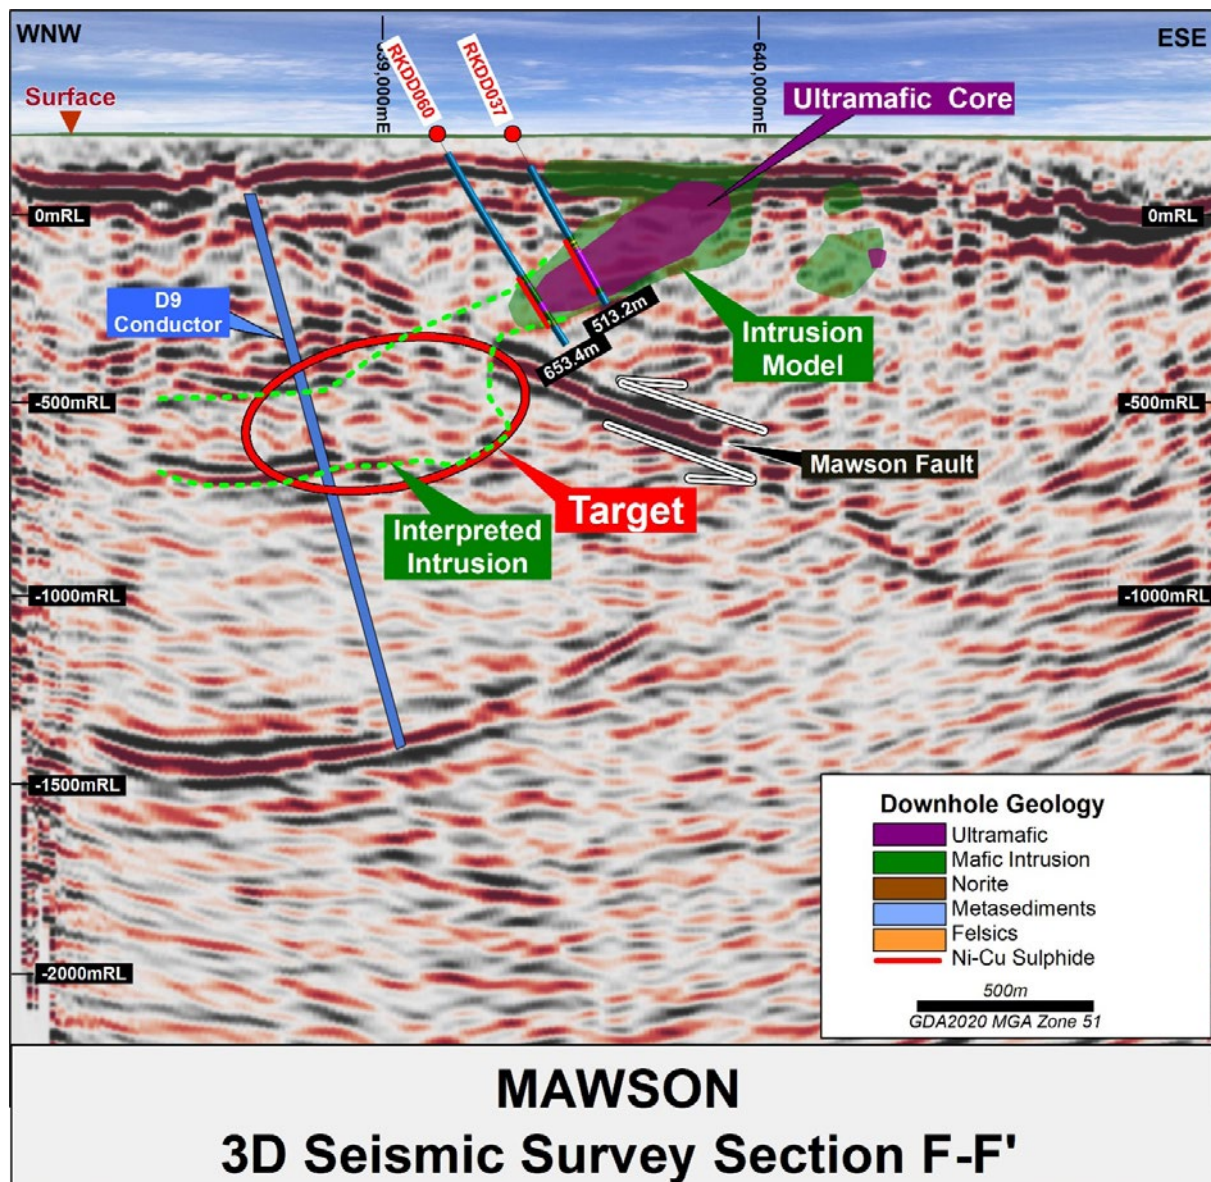 WNW
ESE
Surface
RKDD060
RKDD037
639,000mE
640,000mE
Ultramafic Core
0mRL
0mRL
D9
Conductor
513.2m
653.4m
Intrusion
Model
-500mRL
-500mRL
Mawson Fault
Target
Interpreted
Intrusion
-1000mRL
-1000mRL
-1500mRL
-2000mRL
Downhole Geology
Ultramafic
Mafic Intrusion
Norite
Metasediments
Felsics
Ni-Cu Sulphide
500m
GDA2020 MGA Zone 51
MAWSON
3D Seismic Survey Section F-F'